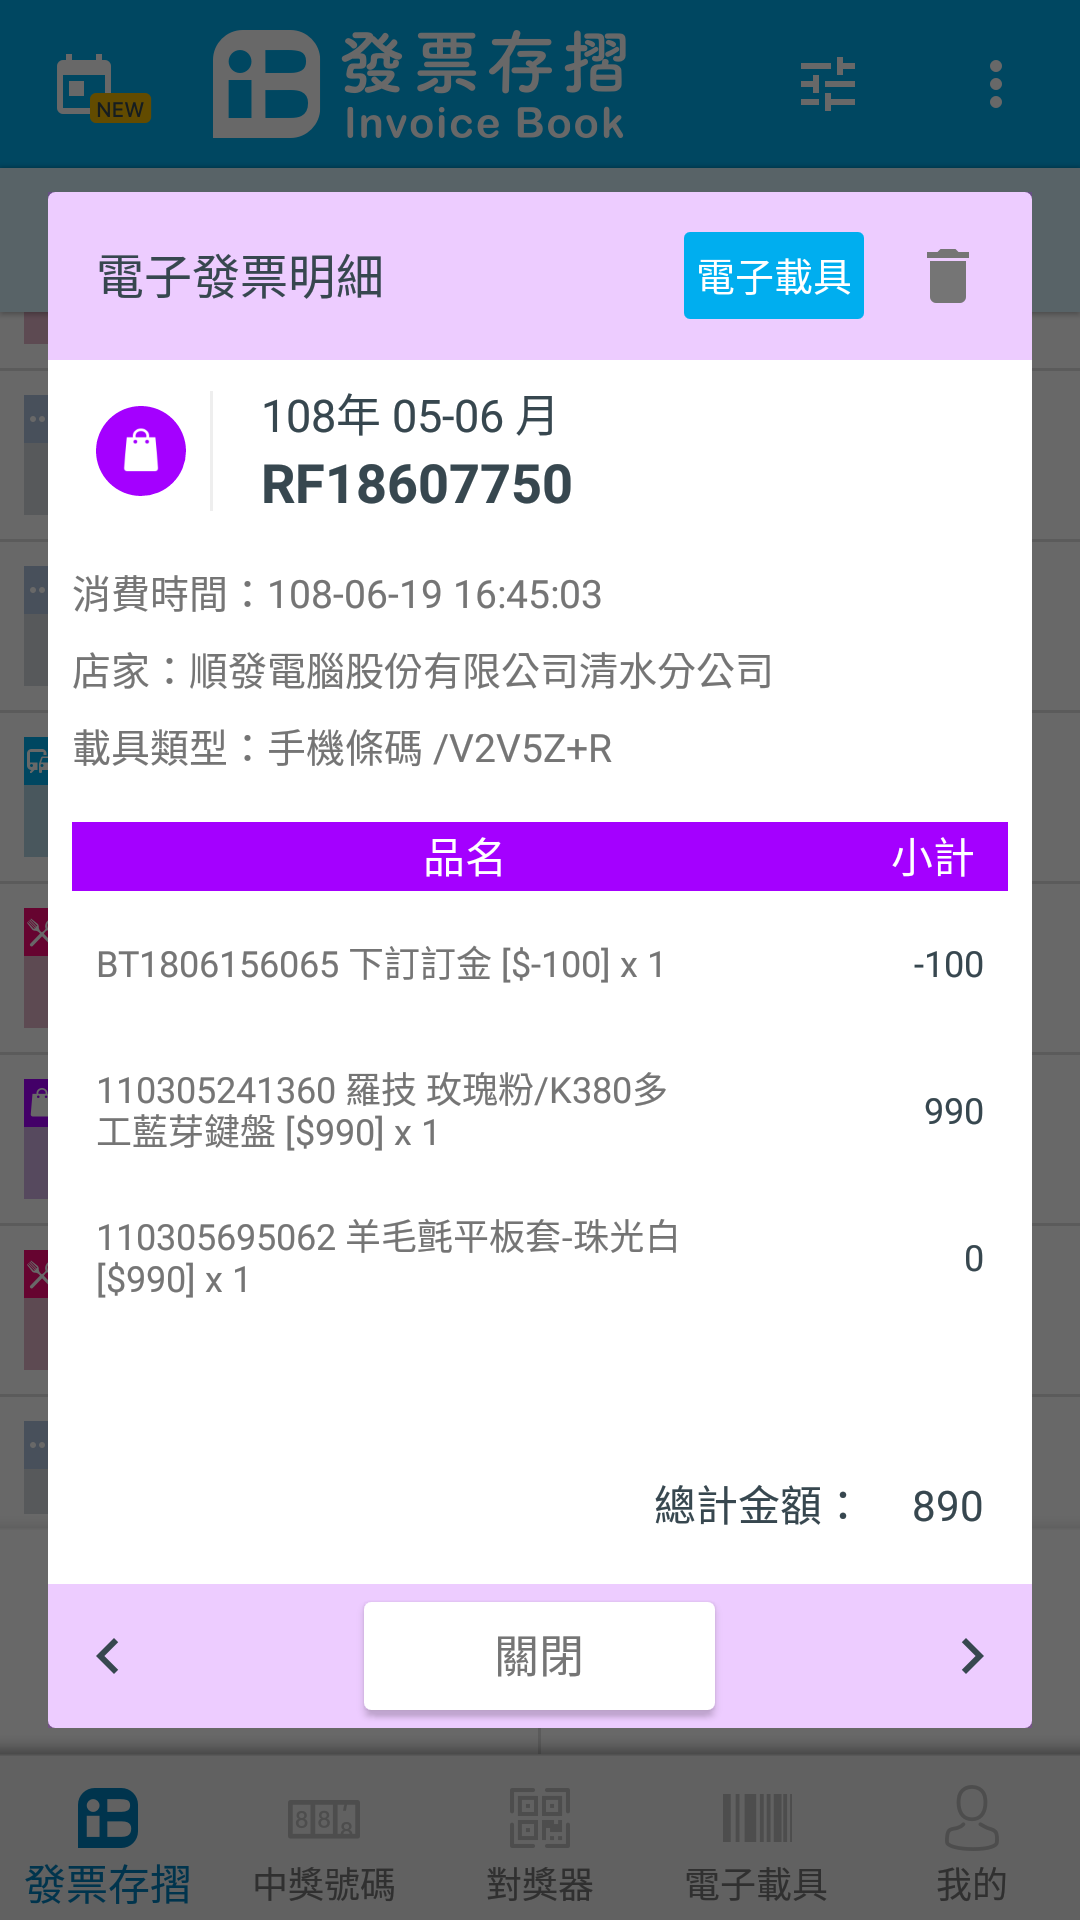 NEW
發票存摺
Invoice Book
電子發票明細
電子載具
108年 05-06 月
RF18607750
消費時間：108-06-19 16:45:03
店家：順發電腦股份有限公司清水分公司
載具類型：手機條碼 /V2V5Z+R
品名 小計
BT1806156065 下訂訂金 [$-100] x 1 -100
110305241360 羅技 玫瑰粉/K380多
工藍芽鍵盤 [$990] x 1 990
110305695062 羊毛氈平板套-珠光白
[$990] x 1 0
總計金額： 890
關閉
發票存摺 中獎號碼 對獎器 電子載具 我的